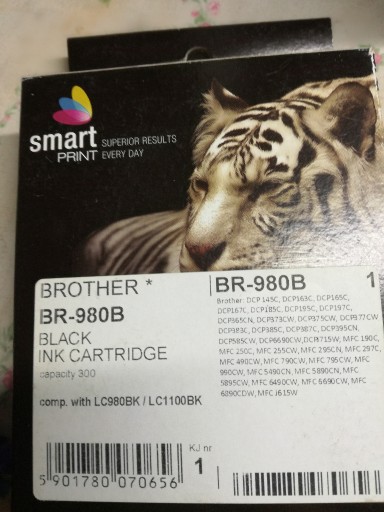 smart
PRINT
SUPERIOR RESULTS
EVERY DAY
BROTHER *
BR-980B
BLACK
INK CARTRIDGE
capacity 300
comp. with LC980BK / LC1100BK
5 901780 070656
KJ nr
1
BR-980B 1
Brother: DCP 145C, DCP163C, DCP165C,
DCP167C, DCP185C, DCP195C, DCP197C,
DCP365CN, DCP373CW, DCP375CW, DCP377CW
DCP383C, DCP385C, DCP387C, DCP395CN,
DCP585CW, DCP6690CW, DCPJ715W; MFC 190C,
MFC 250C, MFC 255CW, MFC 295CN, MFC 297C,
MFC 490CW, MFC 790CW, MFC 795CW, MFC
990CW, MFC 5490CN, MFC 5890CN, MFC
5895CW, MFC 6490CW, MFC 6690CW, MFC
6890CDW, MFC J615W